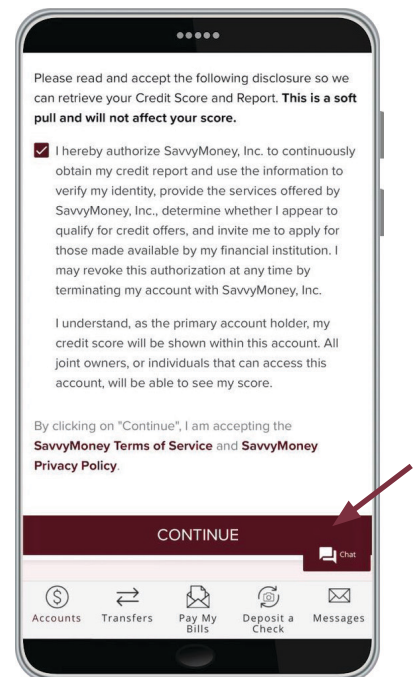 Please read and accept the following disclosure so we
can retrieve your Credit Score and Report. This is a soft
pull and will not affect your score.
I hereby authorize SavvyMoney, Inc. to continuously
obtain my credit report and use the information to
verify my identity, provide the services offered by
SavvyMoney, Inc., determine whether I appear to
qualify for credit offers, and invite me to apply for
those made available by my financial institution. I
may revoke this authorization at any time by
terminating my account with SavvyMoney, Inc.
I understand, as the primary account holder, my
credit score will be shown within this account. All
joint owners, or individuals that can access this
account, will be able to see my score.
By clicking on "Continue", I am accepting the
SavvyMoney Terms of Service and SavvyMoney
Privacy Policy.
CONTINUE
Chat
Accounts Transfers Pay My Deposit a Messages
Bills Check